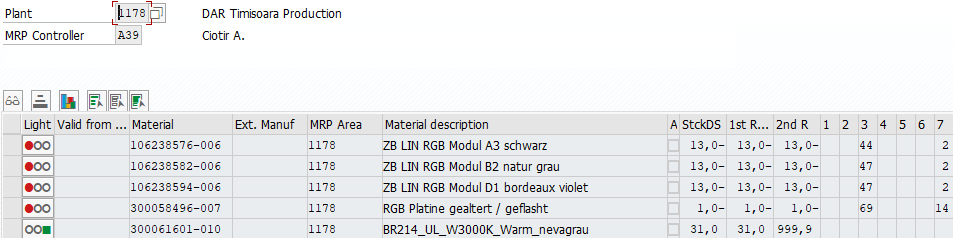 Plant 1178 DAR Timisoara Production
MRP Controller A39 Ciotir A.
Light Valid from ... Material Ext. Manuf MRP Area Material description A StckDS 1st R... 2nd R 1 2 3 4 5 6 7
106238576-006 1178 ZB LIN RGB Modul A3 schwarz 13,0- 13,0- 13,0- 44 2
106238582-006 1178 ZB LIN RGB Modul B2 natur grau 13,0- 13,0- 13,0- 47 2
106238594-006 1178 ZB LIN RGB Modul D1 bordeaux violet 13,0- 13,0- 13,0- 47 2
300058496-007 1178 RGB Platine gealtert / geflasht 1,0- 1,0- 1,0- 69 14
300061601-010 1178 BR214_UL_W3000K_Warm_nevagrau 31,0 31,0 999,9